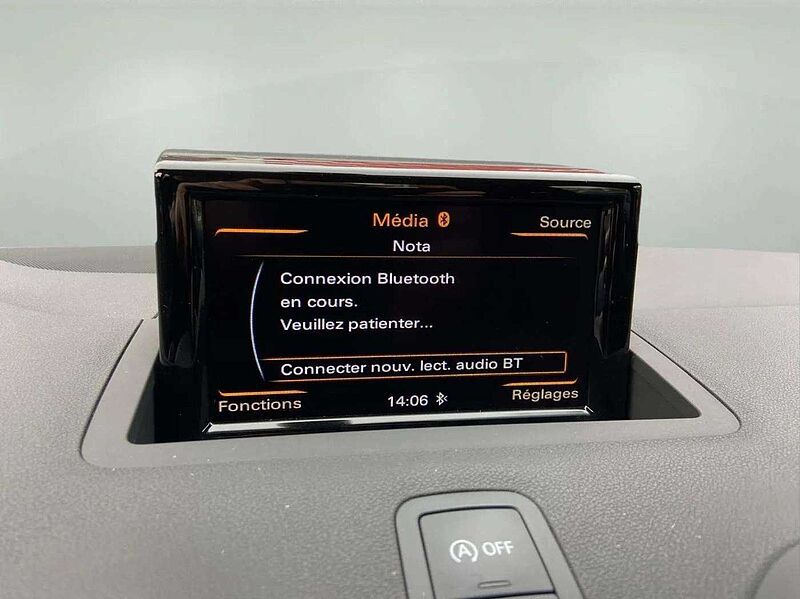 Média
Source
Nota
Connexion Bluetooth
en cours.
Veuillez patienter...
Connecter nouv. lect. audio BT
Fonctions
14:06
Réglages
A OFF